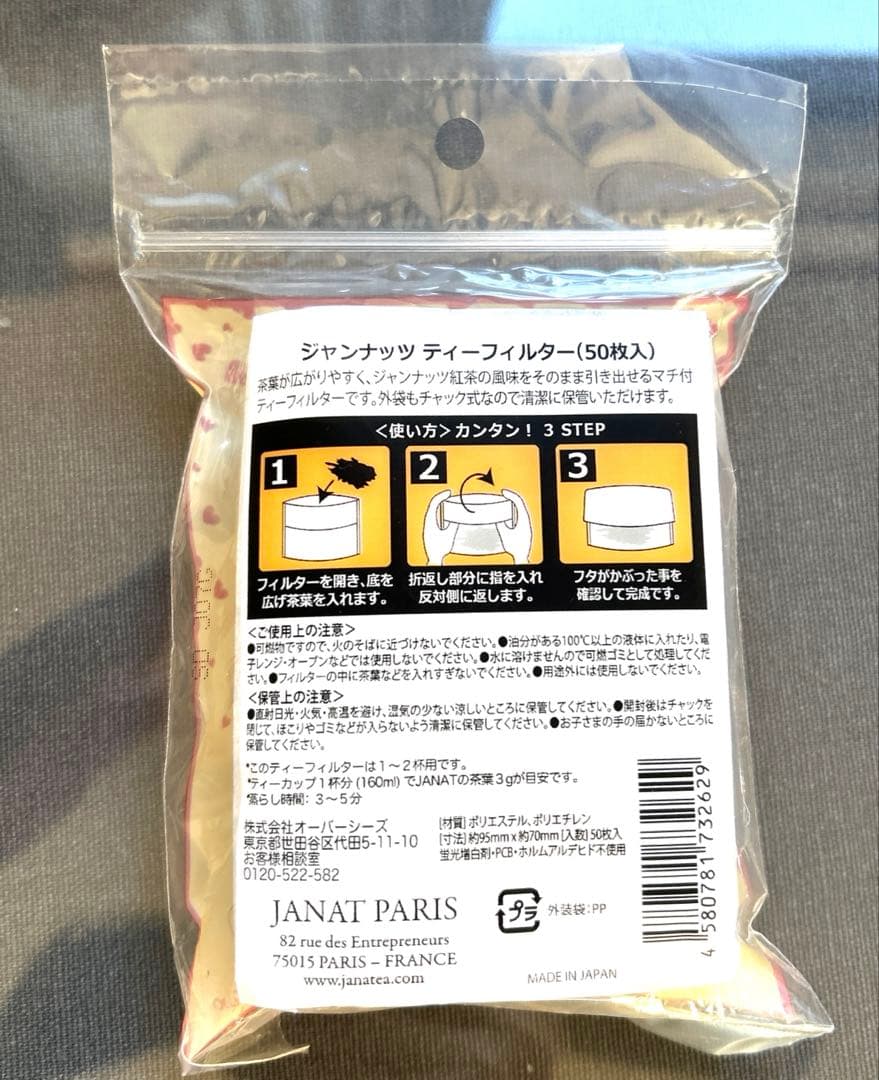 ジャンナッツ ティーフィルター(50枚入)
茶葉が広がりやすく、ジャンナッツ紅茶の風味をそのまま引き出せるマチ付
ティーフィルターです。外袋もチャック式なので清潔に保管いただけます。
<使い方>カンタン! 3 STEP
1
2
3
フィルターを開き、底を
広げ茶葉を入れます。
折返し部分に指を入れ
反対側に返します。
フタがかぶった事を
確認して完成です。
<ご使用上の注意>
●可燃物ですので、火のそばに近づけないでください。●油分がある100℃以上の液体に入れたり、電
子レンジ・オーブンなどでは使用しないでください。●水に溶けませんので可燃ゴミとして処理してくだ
さい。●フィルターの中に茶葉などを入れすぎないでください。●用途外には使用しないでください。
<保管上の注意>
●直射日光・火気・高温を避け、湿気の少ない涼しいところに保管してください。●開封後はチャックを
閉じて、ほこりやゴミなどが入らないよう清潔に保管してください。●お子さまの手の届かないところに
保管してください。
*このティーフィルターは1〜2杯用です。
*ティーカップ1杯分(160ml)でJANATの茶葉3gが目安です。
*蒸らし時間: 3〜5分
株式会社オーバーシーズ
東京都世田谷区代田5-11-10
お客様相談室
0120-522-582
[材質] ポリエステル、ポリエチレン
[寸法] 約95mm x 約70mm [入数] 50枚入
蛍光増白剤・PCB・ホルムアルデヒド不使用
JANAT PARIS
82 rue des Entrepreneurs
75015 PARIS – FRANCE
www.janatea.com
プラ
外装袋:PP
MADE IN JAPAN
4 580781 732629